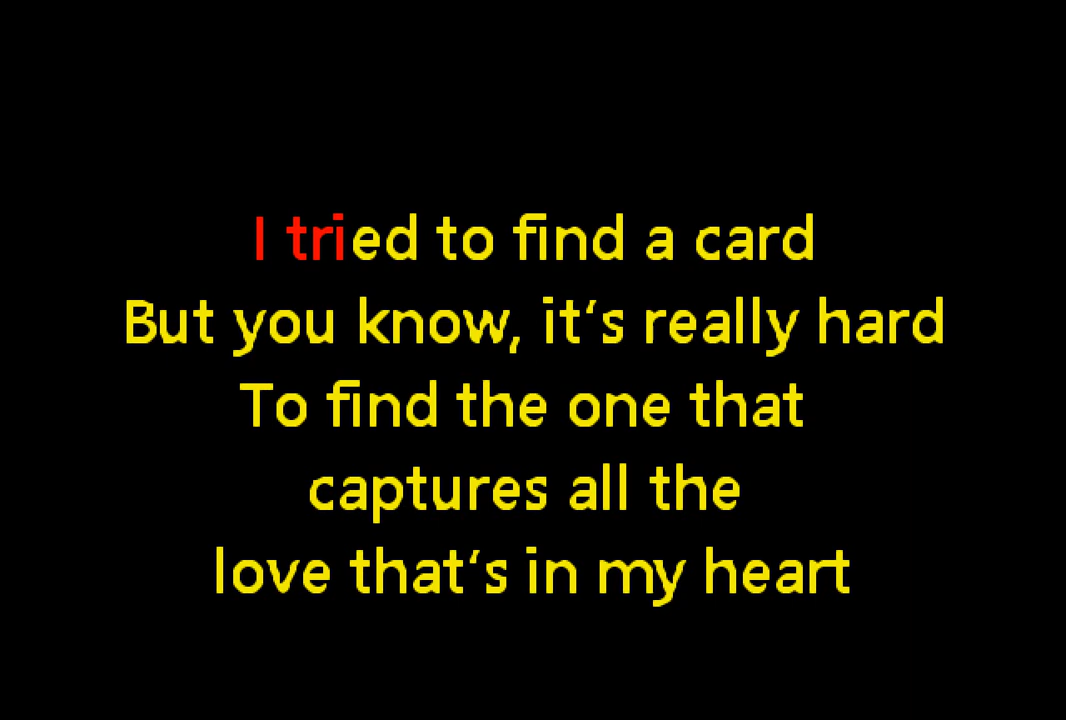 I tried to find a card
But you know, it‘s really hard
To find the one that
captures all the
love that‘s in my heart